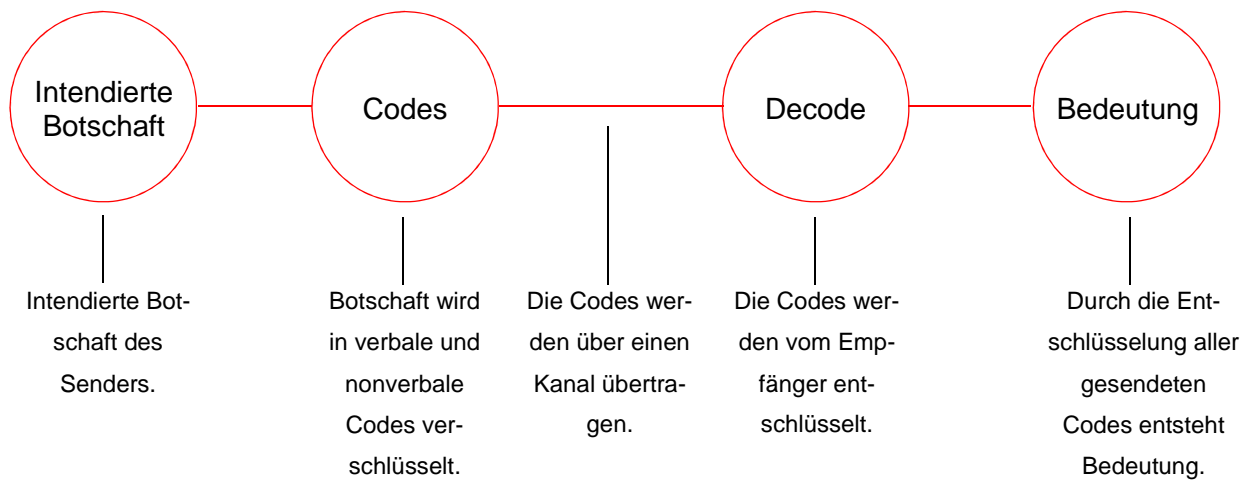 Intendierte
Botschaft
Codes
Decode
Bedeutung
Intendierte Bot-
schaft des
Senders.
Botschaft wird
in verbale und
nonverbale
Codes ver-
schlüsselt.
Die Codes wer-
den über einen
Kanal übertra-
gen.
Die Codes wer-
den vom Emp-
fänger ent-
schlüsselt.
Durch die Ent-
schlüsselung aller
gesendeten
Codes entsteht
Bedeutung.